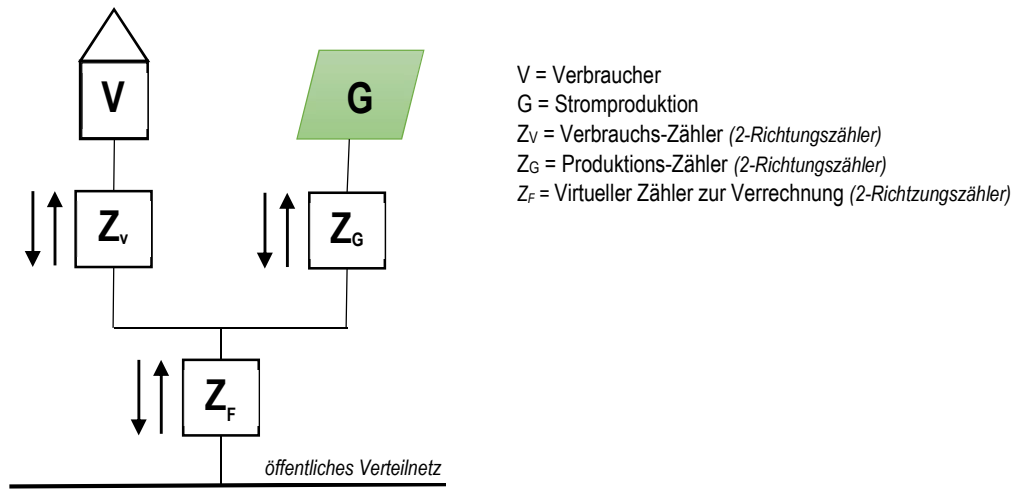 V
G
V = Verbraucher
G = Stromproduktion
ZV = Verbrauchs-Zähler (2-Richtungszähler)
ZG = Produktions-Zähler (2-Richtungszähler)
ZF = Virtueller Zähler zur Verrechnung (2-Richtzungszähler)
Zv
ZG
ZF
öffentliches Verteilnetz